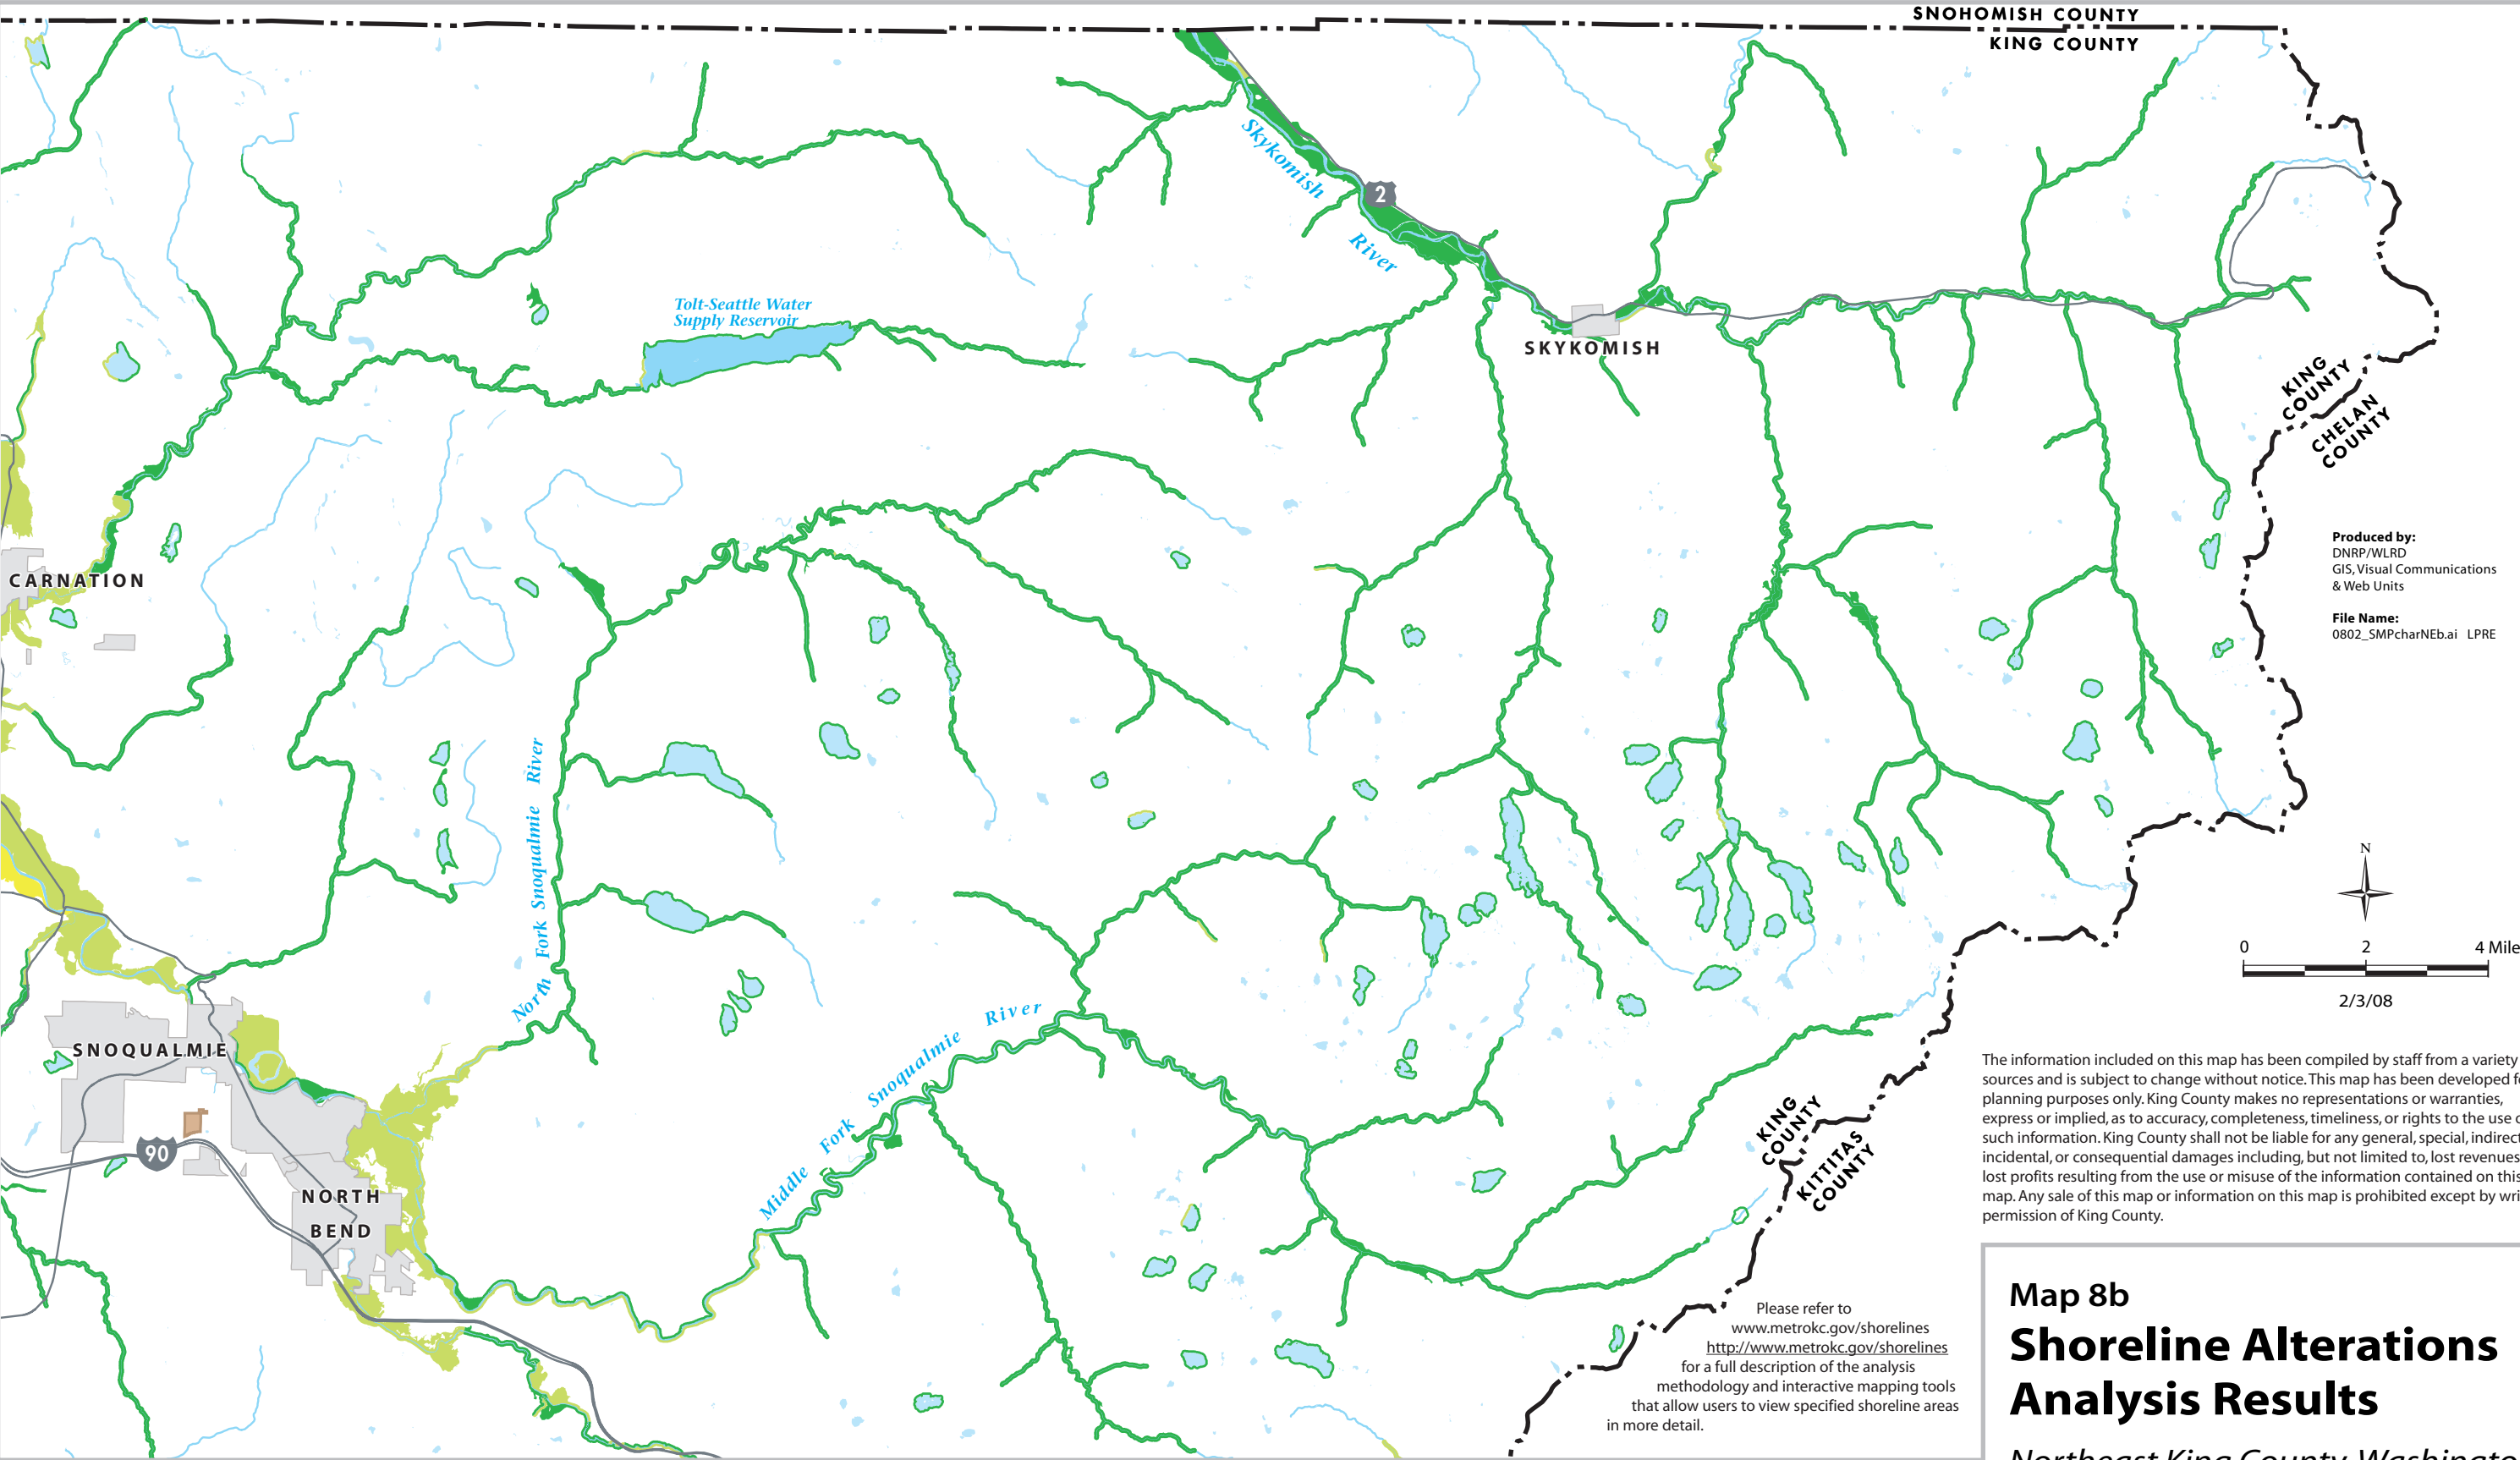 SNOHOMISH COUNTY
KING COUNTY
Skykomish
River
2
Tolt-Seattle Water
Supply Reservoir
SKYKOMISH
KING
COUNTY
CHELAN
COUNTY
Produced by:
DNRP/WLRD
GIS, Visual Communications
& Web Units
File Name:
0802_SMPcharNEb.ai LPRE
CARNATION
North Fork Snoqualmie River
N
0 2 4 Mile
2/3/08
SNOQUALMIE
90
NORTH
BEND
Middle Fork Snoqualmie River
KING
COUNTY
KITTITAS
COUNTY
The information included on this map has been compiled by staff from a variety
sources and is subject to change without notice. This map has been developed f
planning purposes only. King County makes no representations or warranties,
express or implied, as to accuracy, completeness, timeliness, or rights to the use o
such information. King County shall not be liable for any general, special, indirect
incidental, or consequential damages including, but not limited to, lost revenues
lost profits resulting from the use or misuse of the information contained on this
map. Any sale of this map or information on this map is prohibited except by wri
permission of King County.
Please refer to
www.metrokc.gov/shorelines
http://www.metrokc.gov/shorelines
for a full description of the analysis
methodology and interactive mapping tools
that allow users to view specified shoreline areas
in more detail.
Map 8b
Shoreline Alterations
Analysis Results
Northeast King County, Washingto